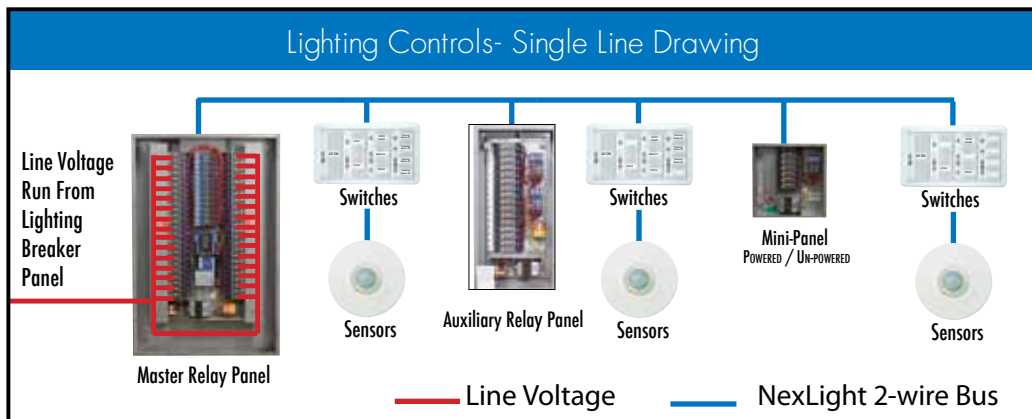 Lighting Controls- Single Line Drawing
Line Voltage
Run From
Lighting
Breaker
Panel
Master Relay Panel
Switches
Sensors
Auxiliary Relay Panel
Switches
Sensors
Mini-Panel
Powered / Un-powered
Switches
Sensors
Line Voltage
NexLight 2-wire Bus